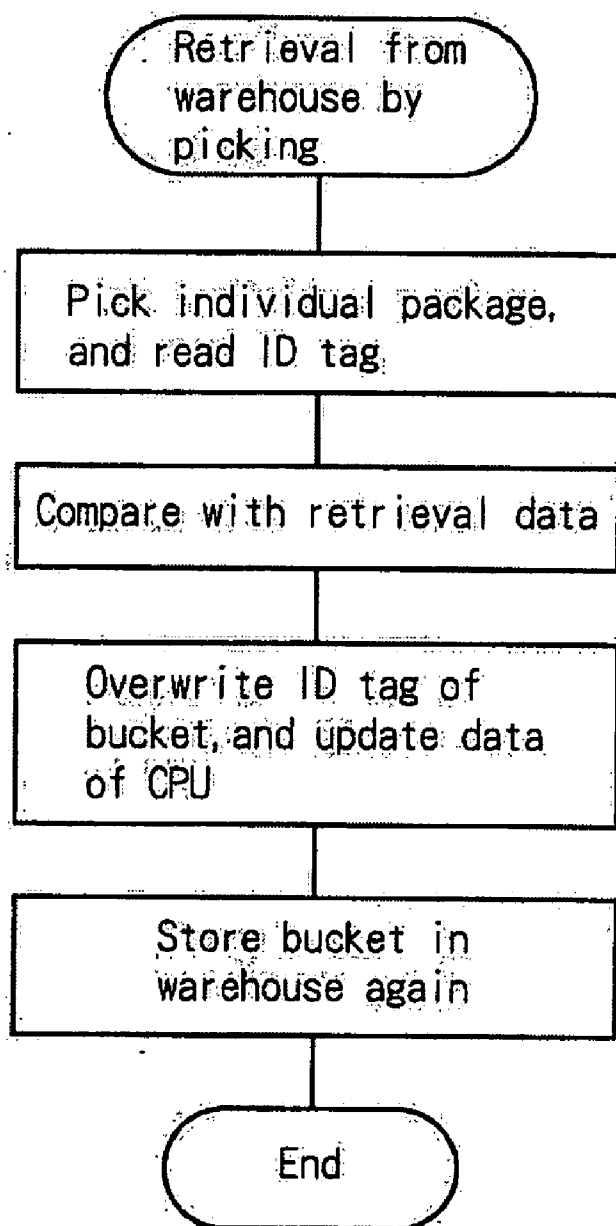 Retrieval from
warehouse by
picking
Pick individual package,
and read ID tag
Compare with retrieval data
Overwrite ID tag of
bucket, and update data
of CPU
Store bucket in
warehouse again
End